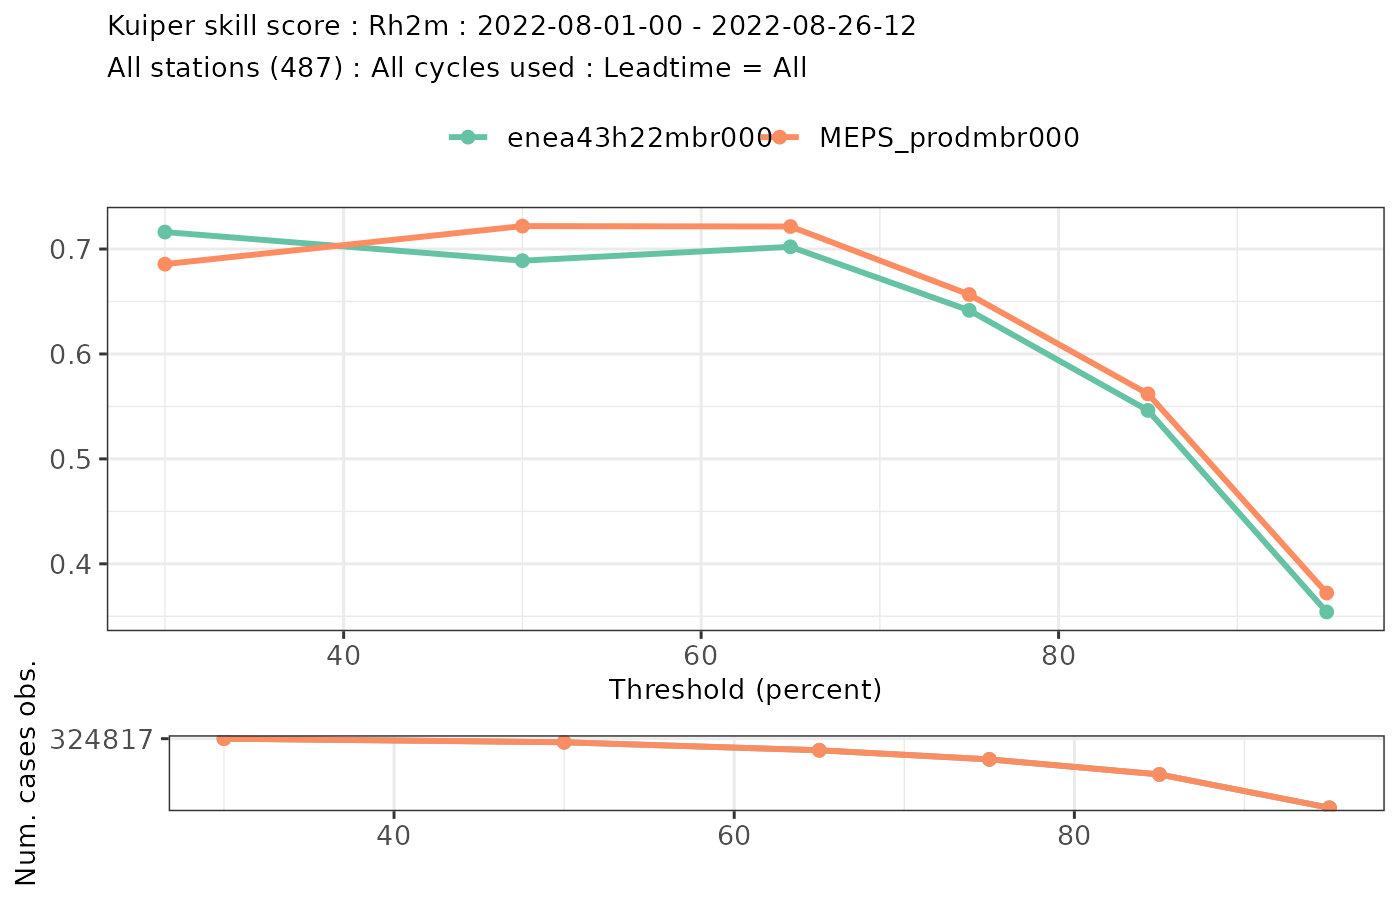 Kuiper skill score : Rh2m : 2022-08-01-00 - 2022-08-26-12
All stations (487) : All cycles used : Leadtime = All
enea43h22mbr000 MEPS_prodmbr000
0.7
0.6
0.5
0.4
40 60 80
Threshold (percent)
Num. cases obs.
324817
40 60 80